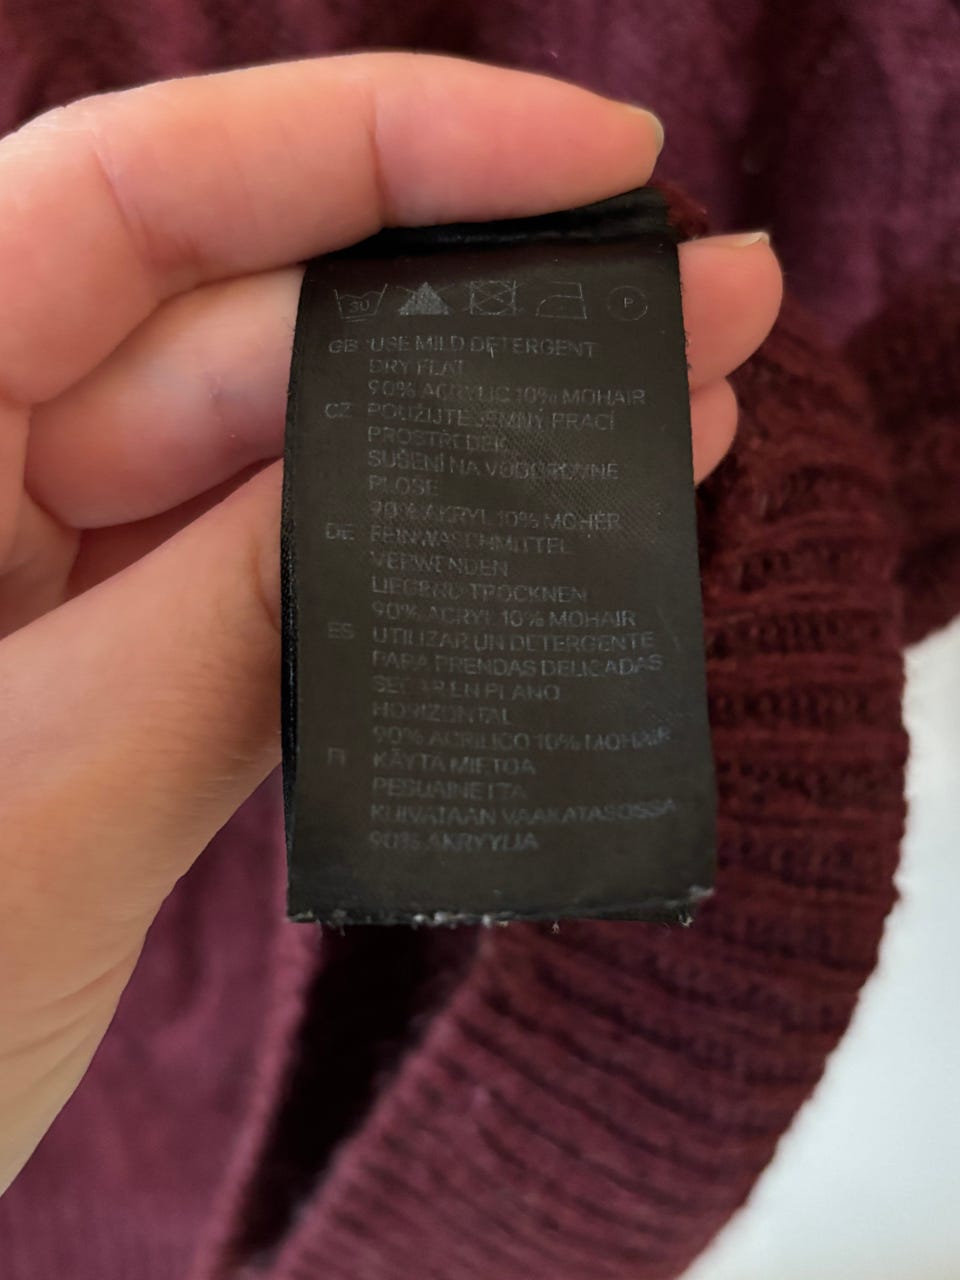 30
P
GB USE MILD DETERGENT
DRY FLAT
90% ACRYLIC 10% MOHAIR
CZ POUŽIJTE JEMNÝ PRACÍ
PROSTŘEDEK
SUŠENÍ NA VODOROVNÉ
PLOŠE
90% AKRYL 10% MOHÉR
DE FEINWASCHMITTEL
VERWENDEN
LIEGEND TROCKNEN
90% ACRYL 10% MOHAIR
ES UTILIZAR UN DETERGENTE
PARA PRENDAS DELICADAS
SECAR EN PLANO
HORIZONTAL
90% ACRILICO 10% MOHAIR
FI KÄYTÄ MIETOA
PESUAINETTA
KUIVATAAN VAAKATASOSSA
90% AKRYYLIA